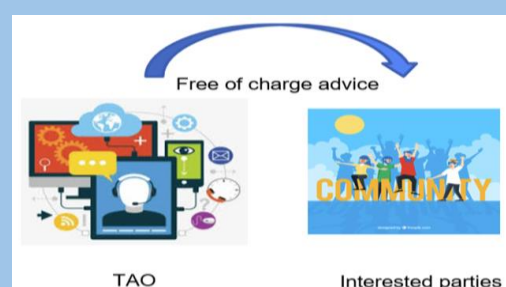 Free of charge advice
COMMUNITY
TAO
Interested parties